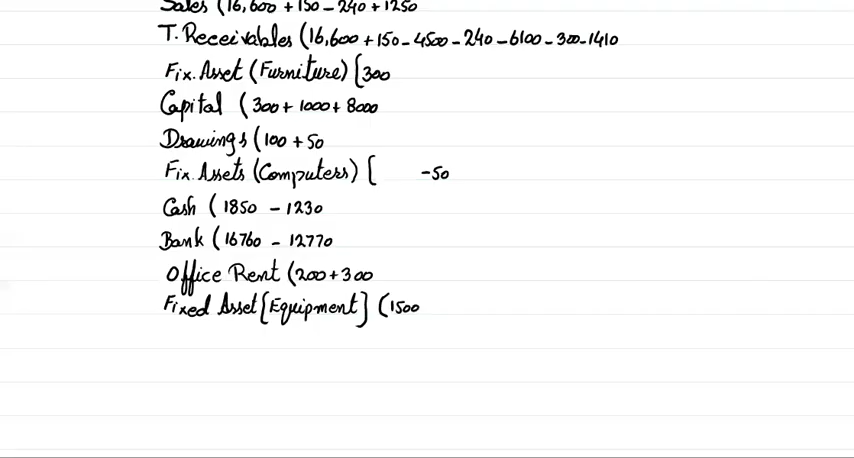 Sales (16,600 + 150 - 240 + 1250
T. Receivables (16,600 + 150 - 4500 - 240 - 6100 - 300 - 1410
Fix. Asset (Furniture) [300
Capital (300 + 1000 + 8000
Drawings (100 + 50
Fix. Assets (Computers) [ -50
Cash (1850 - 1230
Bank (16760 - 12770
Office Rent (200 + 300
Fixed Asset [Equipment] (1500